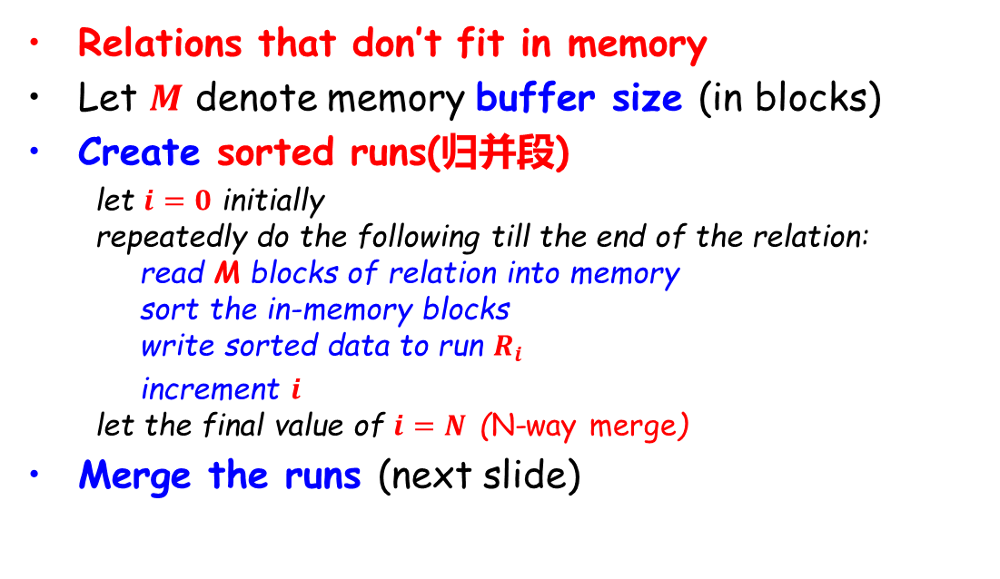 • Relations that don't fit in memory
• Let M denote memory buffer size (in blocks)
• Create sorted runs(归并段)
let i = 0 initially
repeatedly do the following till the end of the relation:
read M blocks of relation into memory
sort the in-memory blocks
write sorted data to run Rᵢ
increment i
let the final value of i = N (N-way merge)
• Merge the runs (next slide)